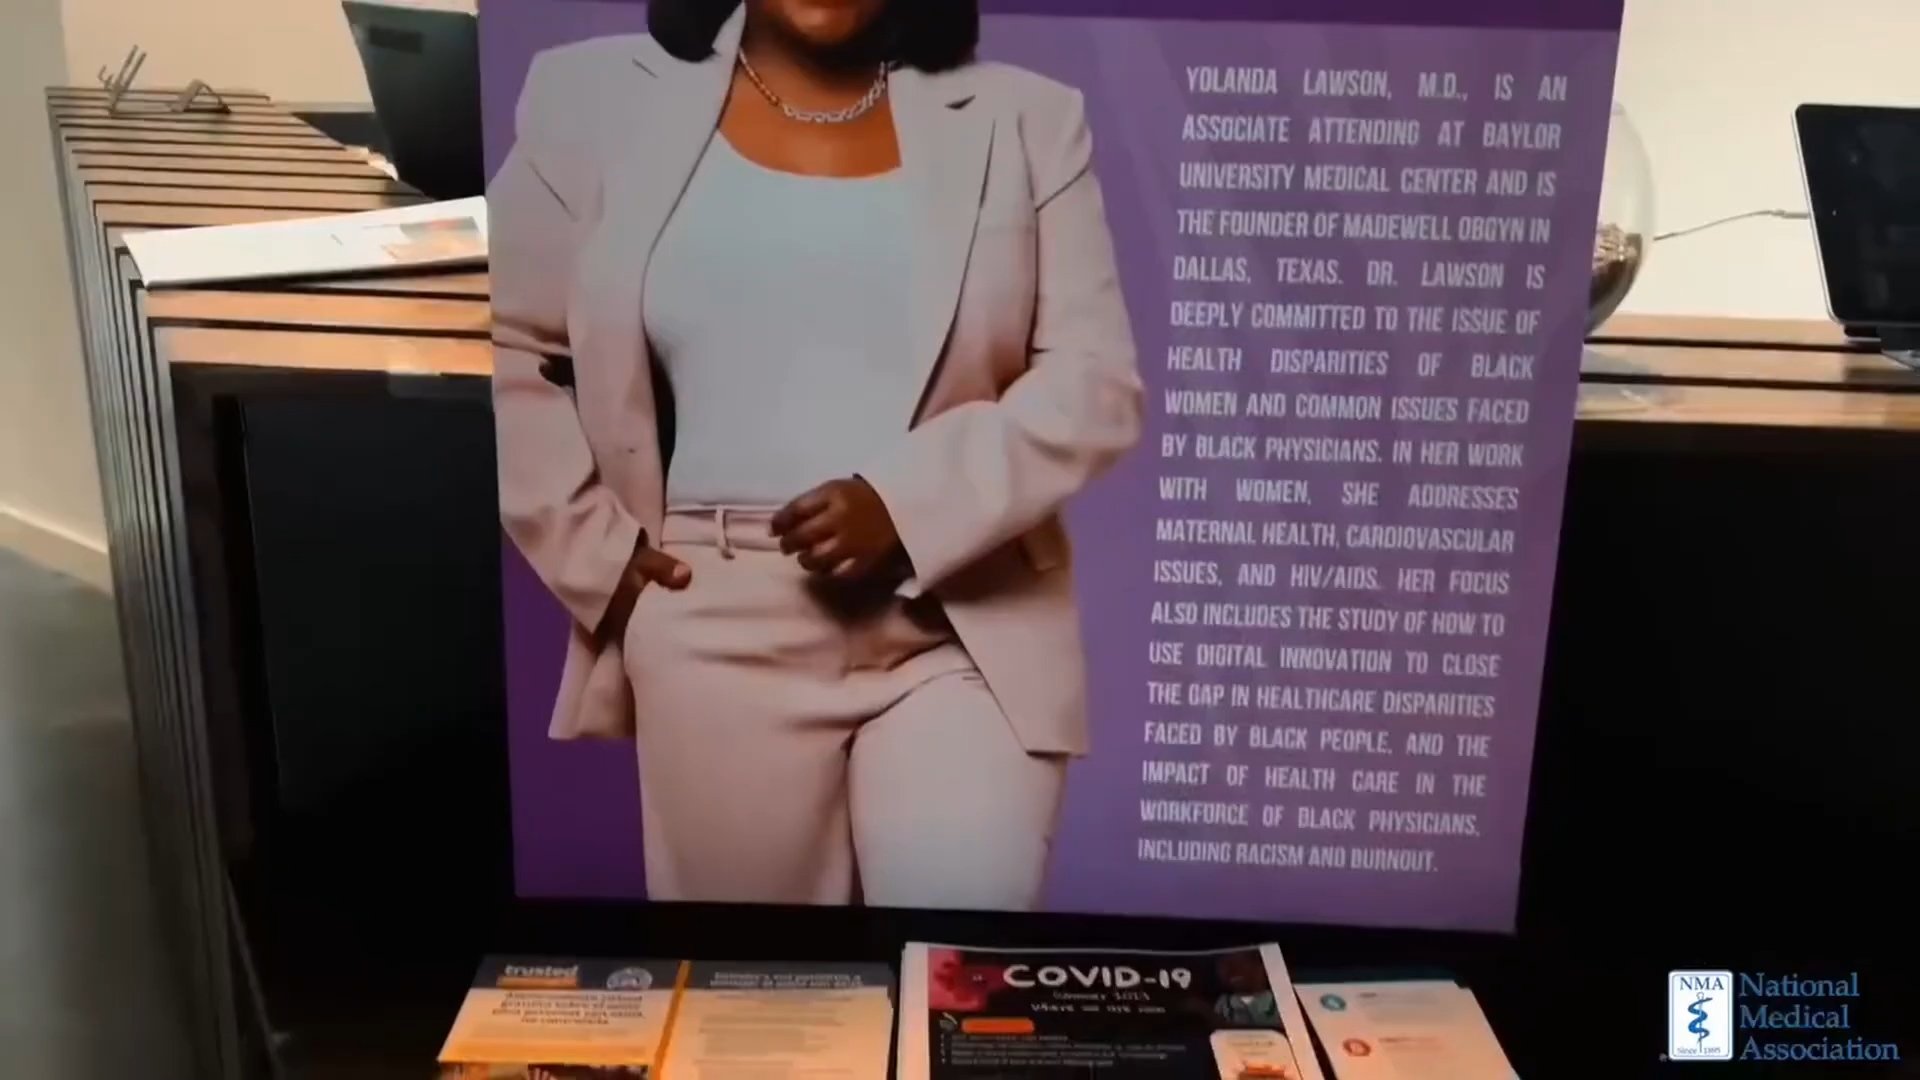 YOLANDA LAWSON, M.D., IS AN
ASSOCIATE ATTENDING AT BAYLOR
UNIVERSITY MEDICAL CENTER AND IS
THE FOUNDER OF MADEWELL OBGYN IN
DALLAS, TEXAS. DR. LAWSON IS
DEEPLY COMMITTED TO THE ISSUE OF
HEALTH DISPARITIES OF BLACK
WOMEN AND COMMON ISSUES FACED
BY BLACK PHYSICIANS. IN HER WORK
WITH WOMEN, SHE ADDRESSES
MATERNAL HEALTH, CARDIOVASCULAR
ISSUES, AND HIV/AIDS. HER FOCUS
ALSO INCLUDES THE STUDY OF HOW TO
USE DIGITAL INNOVATION TO CLOSE
THE GAP IN HEALTHCARE DISPARITIES
FACED BY BLACK PEOPLE, AND THE
IMPACT OF HEALTH CARE IN THE
WORKFORCE OF BLACK PHYSICIANS,
INCLUDING RACISM AND BURNOUT.
trusted
COVID-19
NMA
Since 1895
National
Medical
Association